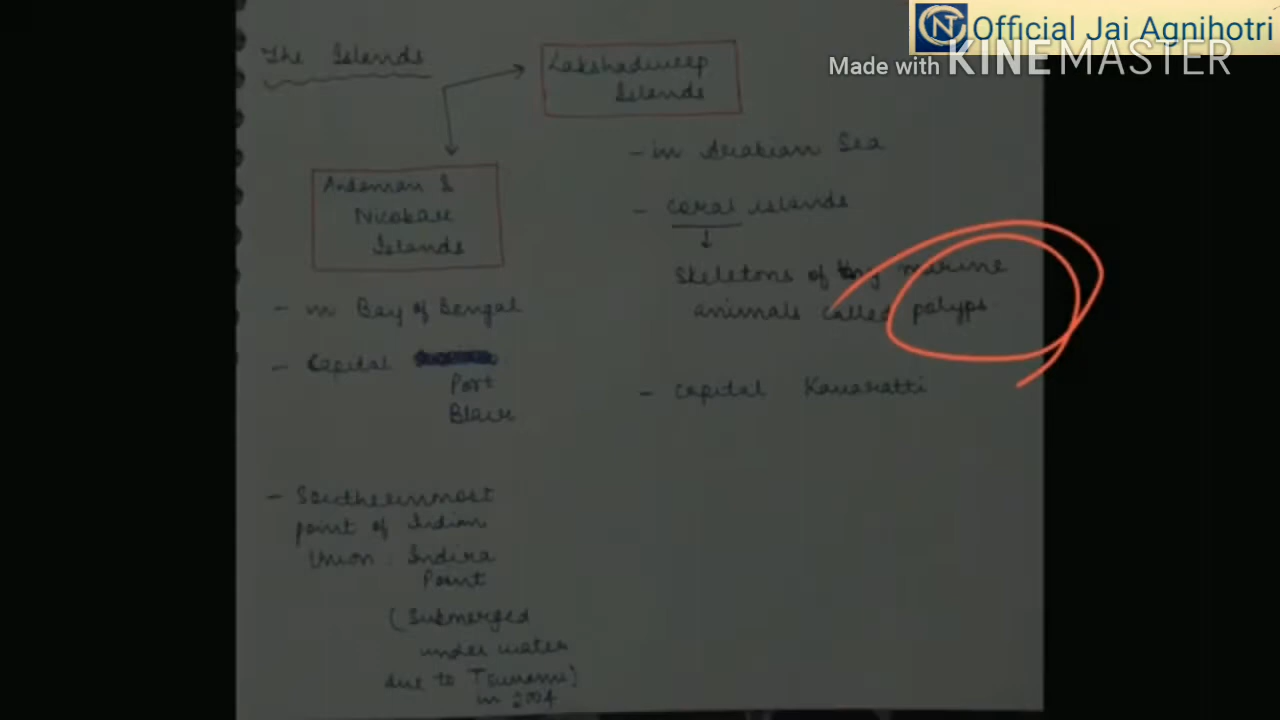 Official Jai Agnihotri
Made with KINEMASTER
The Islands
Lakshadweep
Islands
- in Arabian Sea
- Coral islands
Skeletons of tiny marine
animals called polyps
- Capital Kavaratti
Andaman &
Nicobar
Islands
- in Bay of Bengal
- Capital
Port
Blair
- Southernmost
point of Indian
Union : Indira
Point
(Submerged
under water
due to Tsunami)
in 2004